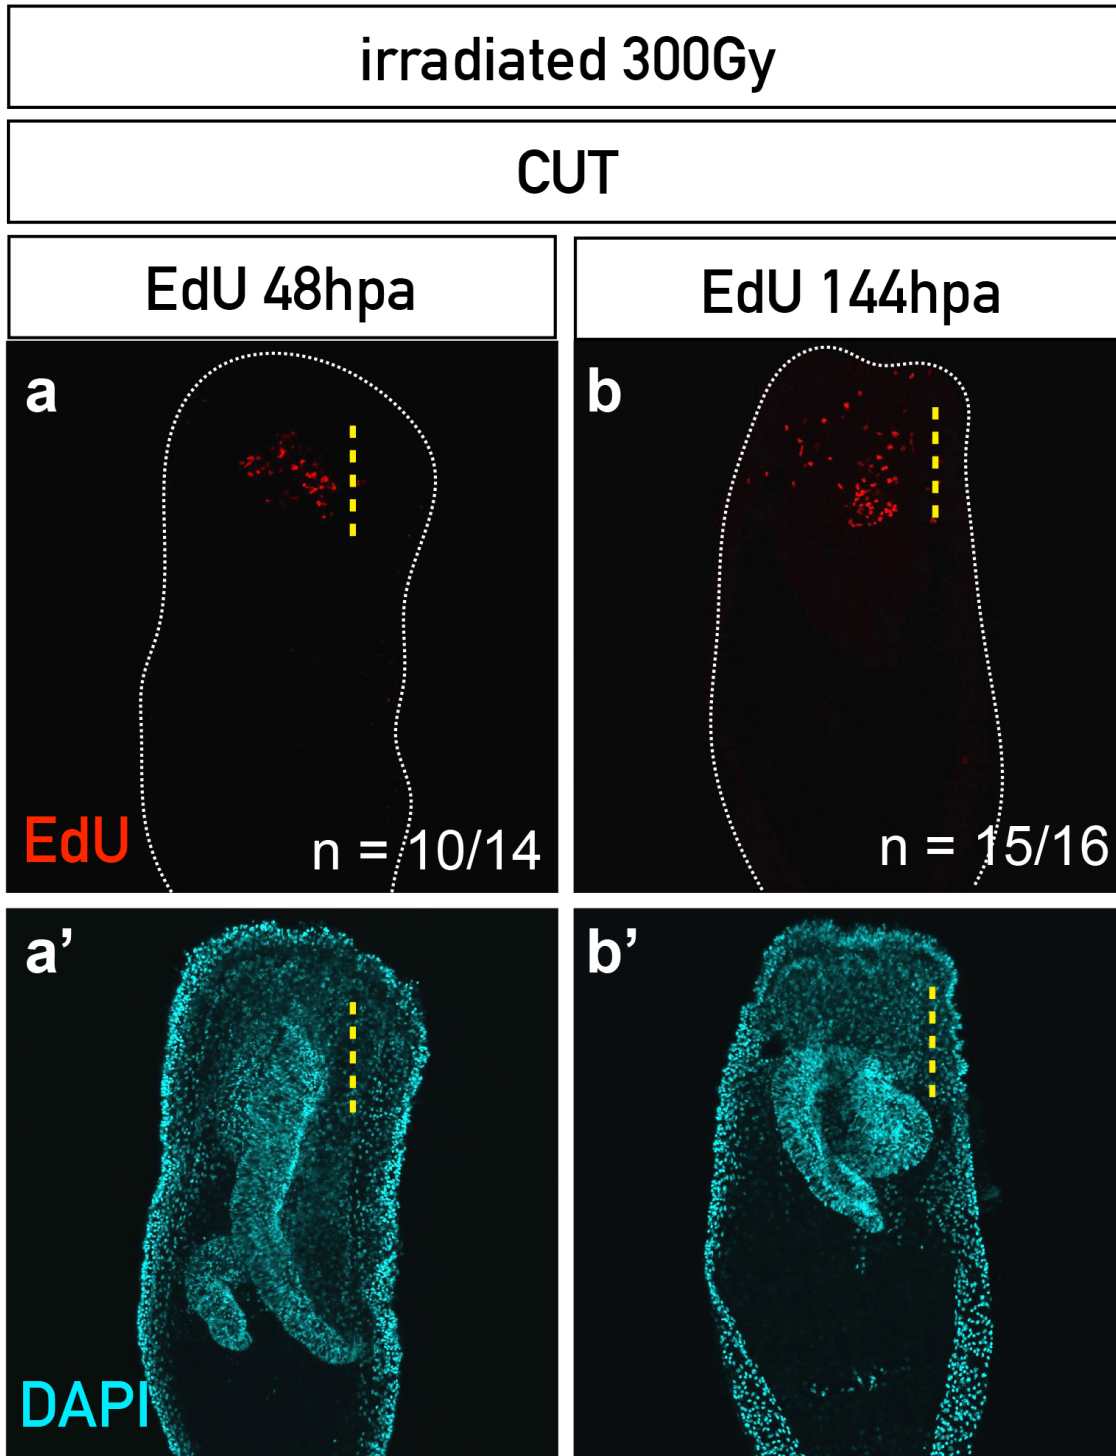 irradiated 300Gy
CUT
EdU 48hpa
EdU 144hpa
a
b
EdU
n = 10/14
n = 15/16
a’
b’
DAPI